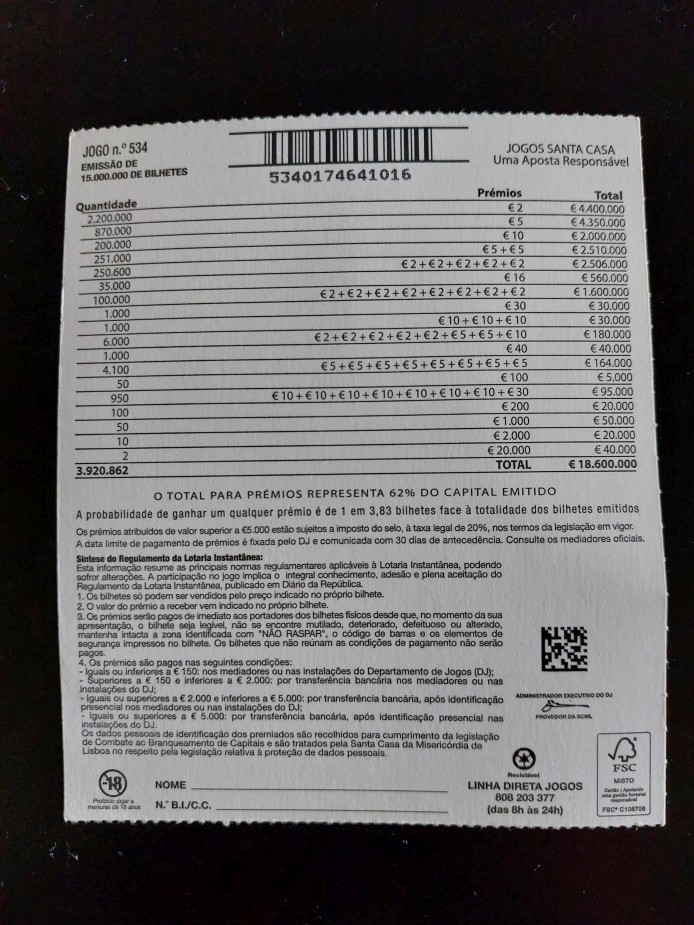 JOGO n.º 534
EMISSÃO DE
15.000.000 DE BILHETES
5340174641016
JOGOS SANTA CASA
Uma Aposta Responsável
Quantidade Prémios Total
2.200.000 € 2 € 4.400.000
870.000 € 5 € 4.350.000
200.000 € 10 € 2.000.000
251.000 € 5 + € 5 € 2.510.000
250.600 € 2 + € 2 + € 2 + € 2 + € 2 € 2.506.000
35.000 € 16 € 560.000
100.000 € 2 + € 2 + € 2 + € 2 + € 2 + € 2 + € 2 + € 2 € 1.600.000
1.000 € 30 € 30.000
1.000 € 10 + € 10 + € 10 € 30.000
6.000 € 2 + € 2 + € 2 + € 2 + € 2 + € 5 + € 5 + € 10 € 180.000
1.000 € 40 € 40.000
4.100 € 5 + € 5 + € 5 + € 5 + € 5 + € 5 + € 5 + € 5 € 164.000
50 € 100 € 5.000
950 € 10 + € 10 + € 10 + € 10 + € 10 + € 10 + € 10 + € 30 € 95.000
100 € 200 € 20.000
50 € 1.000 € 50.000
10 € 2.000 € 20.000
2 € 20.000 € 40.000
3.920.862 TOTAL € 18.600.000
O TOTAL PARA PRÉMIOS REPRESENTA 62% DO CAPITAL EMITIDO
A probabilidade de ganhar um qualquer prémio é de 1 em 3,83 bilhetes face à totalidade dos bilhetes emitidos
Os prémios atribuídos de valor superior a €5.000 estão sujeitos a imposto do selo, à taxa legal de 20%, nos termos da legislação em vigor.
A data limite de pagamento de prémios é fixada pelo DJ e comunicada com 30 dias de antecedência. Consulte os mediadores oficiais.
Síntese do Regulamento da Lotaria Instantânea:
Esta informação resume as principais normas regulamentares aplicáveis à Lotaria Instantânea, podendo
sofrer alterações. A participação no jogo implica o integral conhecimento, adesão e plena aceitação do
Regulamento da Lotaria Instantânea, publicado em Diário da República.
1. Os bilhetes só podem ser vendidos pelo preço indicado no próprio bilhete.
2. O valor do prémio a receber vem indicado no próprio bilhete.
3. Os prémios serão pagos de imediato aos portadores dos bilhetes físicos desde que, no momento da sua
apresentação, o bilhete seja legível, não se encontre mutilado, deteriorado, defeituoso ou alterado,
mantenha intacta a zona identificada com "NÃO RASPAR", o código de barras e os elementos de
segurança impressos no bilhete. Os bilhetes que não reúnam as condições de pagamento não serão
pagos.
4. Os prémios são pagos nas seguintes condições:
- Iguais ou inferiores a € 150: nos mediadores ou nas instalações do Departamento de Jogos (DJ);
- Superiores a € 150 e inferiores a € 2.000: por transferência bancária nos mediadores ou nas
instalações do DJ;
- Iguais ou superiores a € 2.000 e inferiores a € 5.000: por transferência bancária, após identificação
presencial nos mediadores ou nas instalações do DJ;
- Iguais ou superiores a € 5.000: por transferência bancária, após identificação presencial nas
instalações do DJ.
Os dados pessoais de identificação dos premiados são recolhidos para cumprimento da legislação
de Combate ao Branqueamento de Capitais e são tratados pela Santa Casa da Misericórdia de
Lisboa no respeito pela legislação relativa à proteção de dados pessoais.
ADMINISTRADOR EXECUTIVO DO DJ
PROVEDOR DA SCML
-18
Proibido jogar a
menores de 18 anos
NOME
N.º B.I./C.C.
Reciclável
LINHA DIRETA JOGOS
808 203 377
(das 8h às 24h)
FSC
MISTO
Cartão | Apoiando
uma gestão florestal
responsável
FSC® C108706